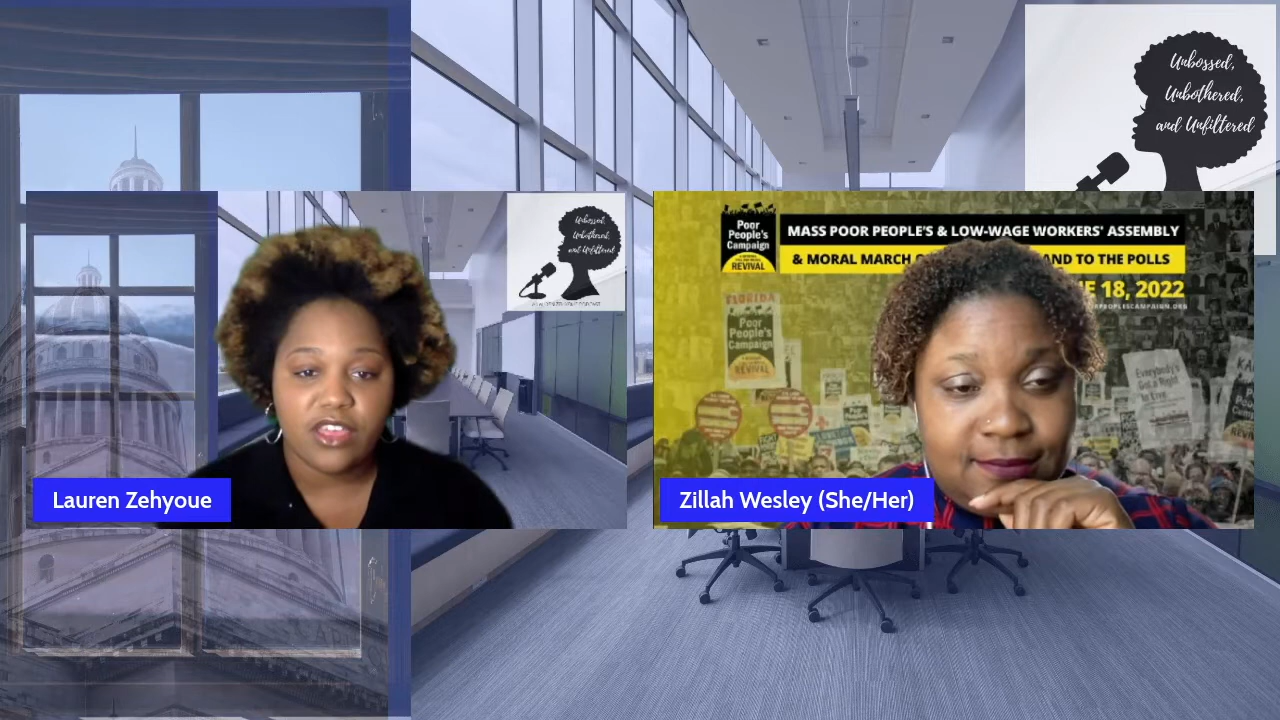 Unbossed,
Unbothered,
and Unfiltered
Unbossed,
Unbothered,
and Unfiltered
Poor
People's
Campaign
REVIVAL
MASS POOR PEOPLE'S & LOW-WAGE WORKERS' ASSEMBLY
& MORAL MARCH AND TO THE POLLS
18, 2022
FLORIDA
Poor
People's
Campaign
REVIVAL
Everybody's
Got a Right
to Live
Lauren Zehyoue
Zillah Wesley (She/Her)